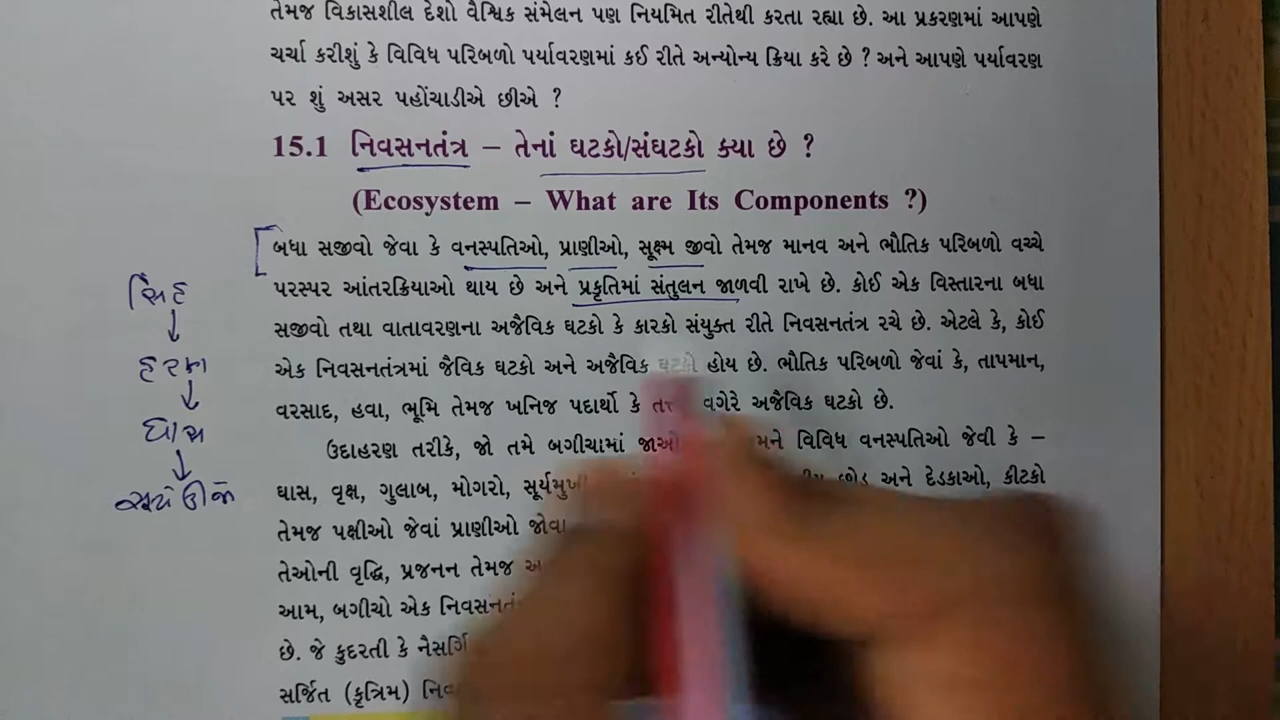 તેમજ વિકાસશીલ દેશો વૈશ્વિક સંમેલન પણ નિયમિત રીતેથી કરતા રહ્યા છે. આ પ્રકરણમાં આપણે
ચર્ચા કરીશું કે વિવિધ પરિબળો પર્યાવરણમાં કઈ રીતે અન્યોન્ય ક્રિયા કરે છે ? અને આપણે પર્યાવરણ
પર શું અસર પહોંચાડીએ છીએ ?
15.1 નિવસનતંત્ર – તેનાં ઘટકો/સંઘટકો ક્યા છે ?
(Ecosystem – What are Its Components ?)
બધા સજીવો જેવા કે વનસ્પતિઓ, પ્રાણીઓ, સૂક્ષ્મ જીવો તેમજ માનવ અને ભૌતિક પરિબળો વચ્ચે
પરસ્પર આંતરક્રિયાઓ થાય છે અને પ્રકૃતિમાં સંતુલન જાળવી રાખે છે. કોઈ એક વિસ્તારના બધા
સજીવો તથા વાતાવરણના અજૈવિક ઘટકો કે કારકો સંયુક્ત રીતે નિવસનતંત્ર રચે છે. એટલે કે, કોઈ
એક નિવસનતંત્રમાં જૈવિક ઘટકો અને અજૈવિક ઘટકો હોય છે. ભૌતિક પરિબળો જેવાં કે, તાપમાન,
વરસાદ, હવા, ભૂમિ તેમજ ખનિજ પદાર્થો કે વગેરે અજૈવિક ઘટકો છે.
ઉદાહરણ તરીકે, જો તમે બગીચામાં વિવિધ વનસ્પતિઓ જેવી કે –
ઘાસ, વૃક્ષ, ગુલાબ, મોગરો, સૂર્યમુખી છોડ અને દેડકાઓ, કીટકો
તેમજ પક્ષીઓ જેવાં પ્રાણીઓ જોવા
તેઓની વૃદ્ધિ, પ્રજનન તેમજ
આમ, બગીચો એક
છે. જે કુદરતી કે
સર્જિત (કૃત્રિમ)
સિંહ
હરણ
ઘાસ
સૂર્ય ઊર્જા